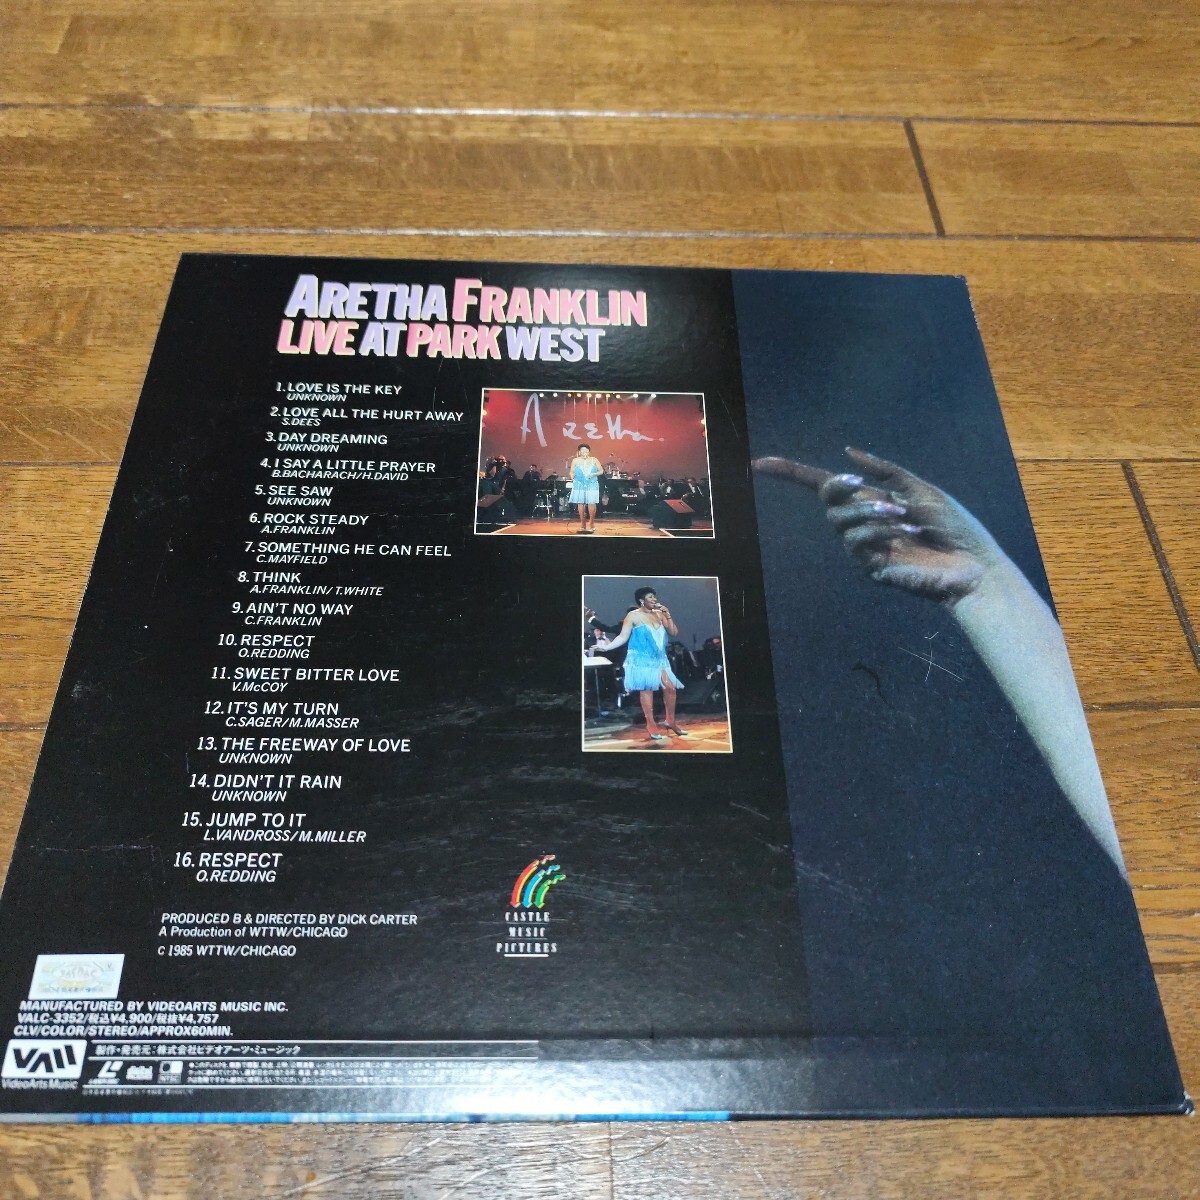 ARETHA FRANKLIN
LIVE AT PARK WEST
1. LOVE IS THE KEY
UNKNOWN
2. LOVE ALL THE HURT AWAY
S.DEES
3. DAY DREAMING
UNKNOWN
4. I SAY A LITTLE PRAYER
B.BACHARACH/H.DAVID
5. SEE SAW
UNKNOWN
6. ROCK STEADY
A.FRANKLIN
7. SOMETHING HE CAN FEEL
C.MAYFIELD
8. THINK
A.FRANKLIN/T.WHITE
9. AIN'T NO WAY
C.FRANKLIN
10. RESPECT
O.REDDING
11. SWEET BITTER LOVE
V.McCOY
12. IT'S MY TURN
C.SAGER/M.MASSER
13. THE FREEWAY OF LOVE
UNKNOWN
14. DIDN'T IT RAIN
UNKNOWN
15. JUMP TO IT
L.VANDROSS/M.MILLER
16. RESPECT
O.REDDING
Aretha.
PRODUCED B & DIRECTED BY DICK CARTER
A Production of WTTW/CHICAGO
© 1985 WTTW/CHICAGO
CASTLE
MUSIC
PICTURES
MANUFACTURED BY VIDEOARTS MUSIC INC.
VALC-3352/税込¥4,900/税抜¥4,757
CLV/COLOR/STEREO/APPROX60MIN.
VAM
VideoArts Music
製作・発売元:株式会社ビデオアーツ・ミュージック
digital
NTSC